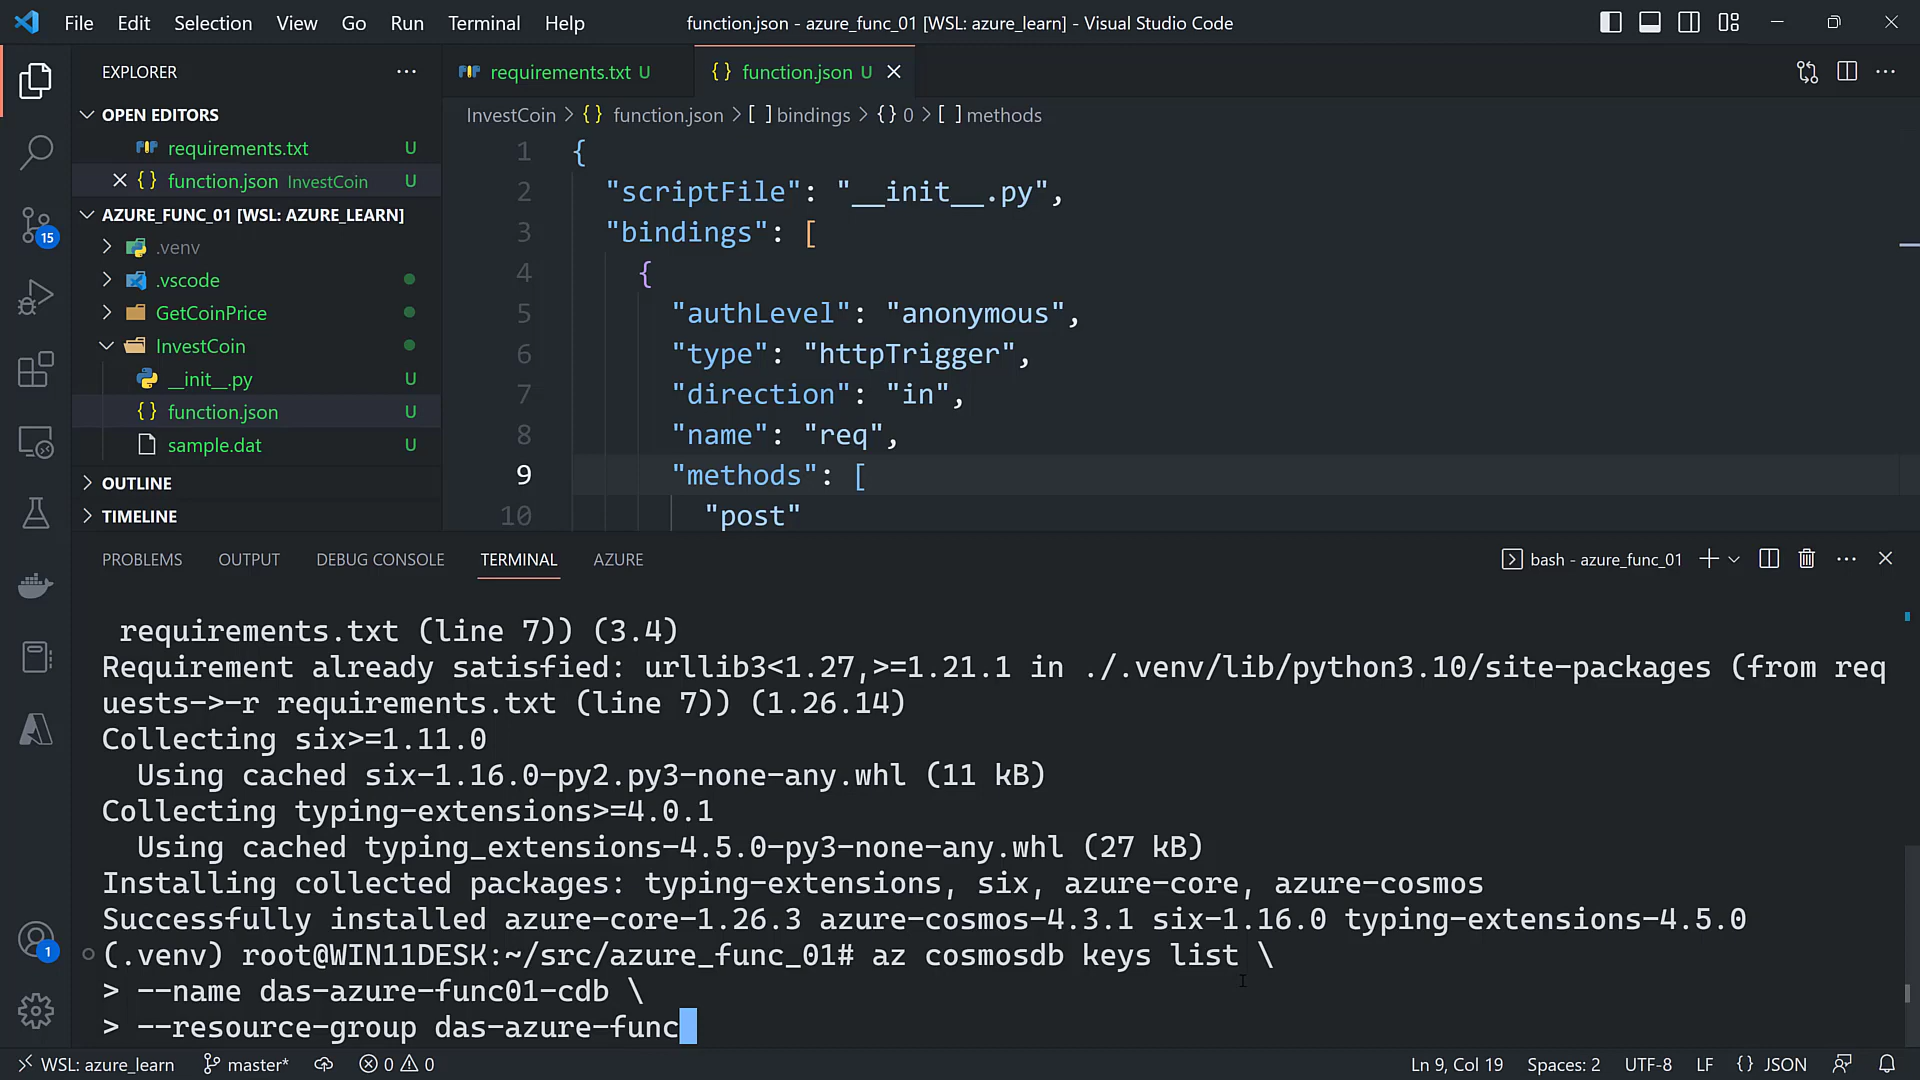 File Edit Selection View Go Run Terminal Help function.json - azure_func_01 [WSL: azure_learn] - Visual Studio Code
EXPLORER
OPEN EDITORS
requirements.txt U
function.json InvestCoin U
AZURE_FUNC_01 [WSL: AZURE_LEARN]
.venv
.vscode
GetCoinPrice
InvestCoin
__init__.py U
function.json U
sample.dat U
OUTLINE
TIMELINE
15
1
requirements.txt U function.json U
InvestCoin > {} function.json > [ ] bindings > {} 0 > [ ] methods
1 {
2 "scriptFile": "__init__.py",
3 "bindings": [
4 {
5 "authLevel": "anonymous",
6 "type": "httpTrigger",
7 "direction": "in",
8 "name": "req",
9 "methods": [
10 "post"
PROBLEMS OUTPUT DEBUG CONSOLE TERMINAL AZURE bash - azure_func_01
requirements.txt (line 7)) (3.4)
Requirement already satisfied: urllib3<1.27,>=1.21.1 in ./.venv/lib/python3.10/site-packages (from req
uests->-r requirements.txt (line 7)) (1.26.14)
Collecting six>=1.11.0
Using cached six-1.16.0-py2.py3-none-any.whl (11 kB)
Collecting typing-extensions>=4.0.1
Using cached typing_extensions-4.5.0-py3-none-any.whl (27 kB)
Installing collected packages: typing-extensions, six, azure-core, azure-cosmos
Successfully installed azure-core-1.26.3 azure-cosmos-4.3.1 six-1.16.0 typing-extensions-4.5.0
(.venv) root@WIN11DESK:~/src/azure_func_01# az cosmosdb keys list \
> --name das-azure-func01-cdb \
> --resource-group das-azure-func
WSL: azure_learn master* 0 0 Ln 9, Col 19 Spaces: 2 UTF-8 LF {} JSON